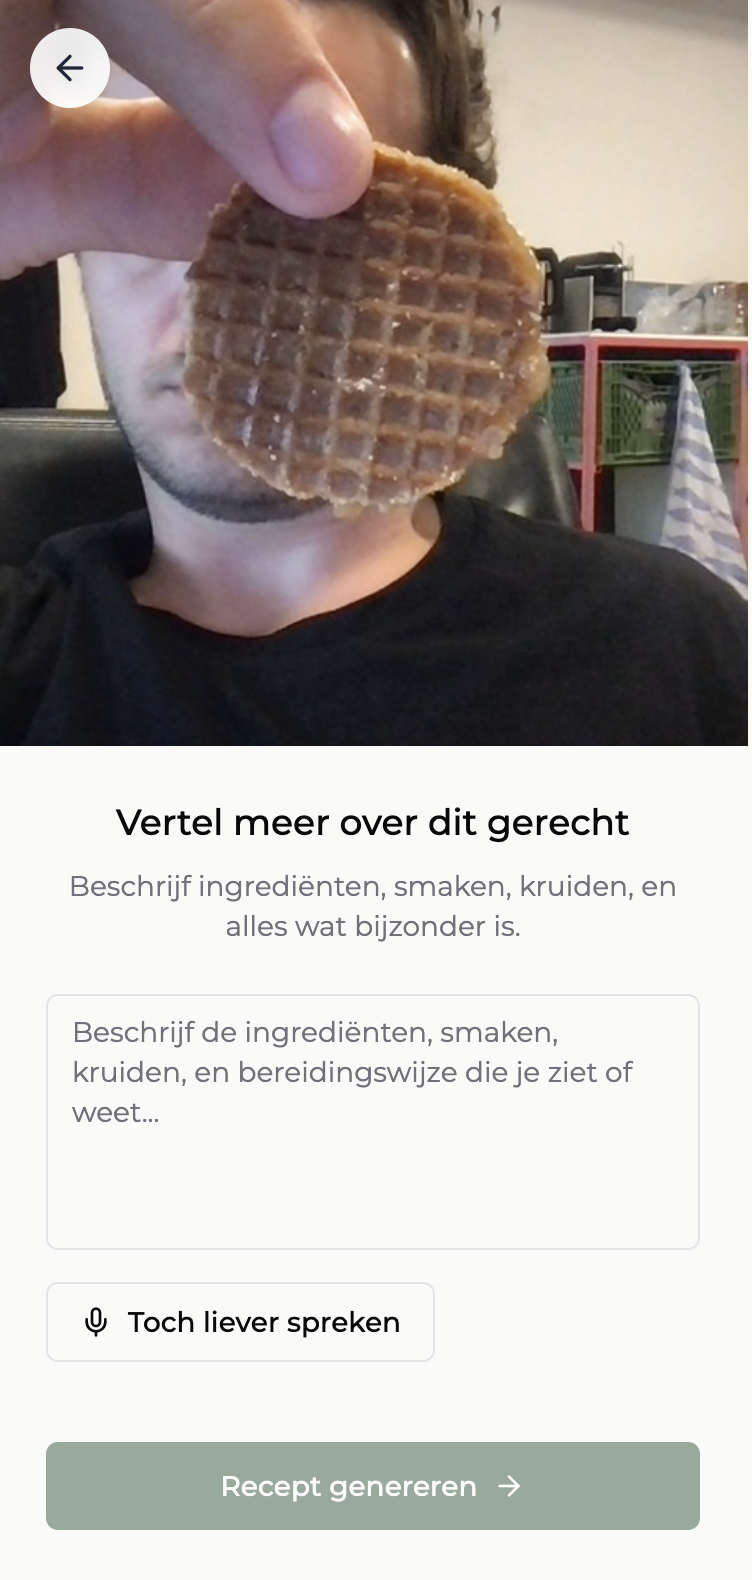 Vertel meer over dit gerecht
Beschrijf ingrediënten, smaken, kruiden, en
alles wat bijzonder is.
Beschrijf de ingrediënten, smaken,
kruiden, en bereidingswijze die je ziet of
weet...
Toch liever spreken
Recept genereren